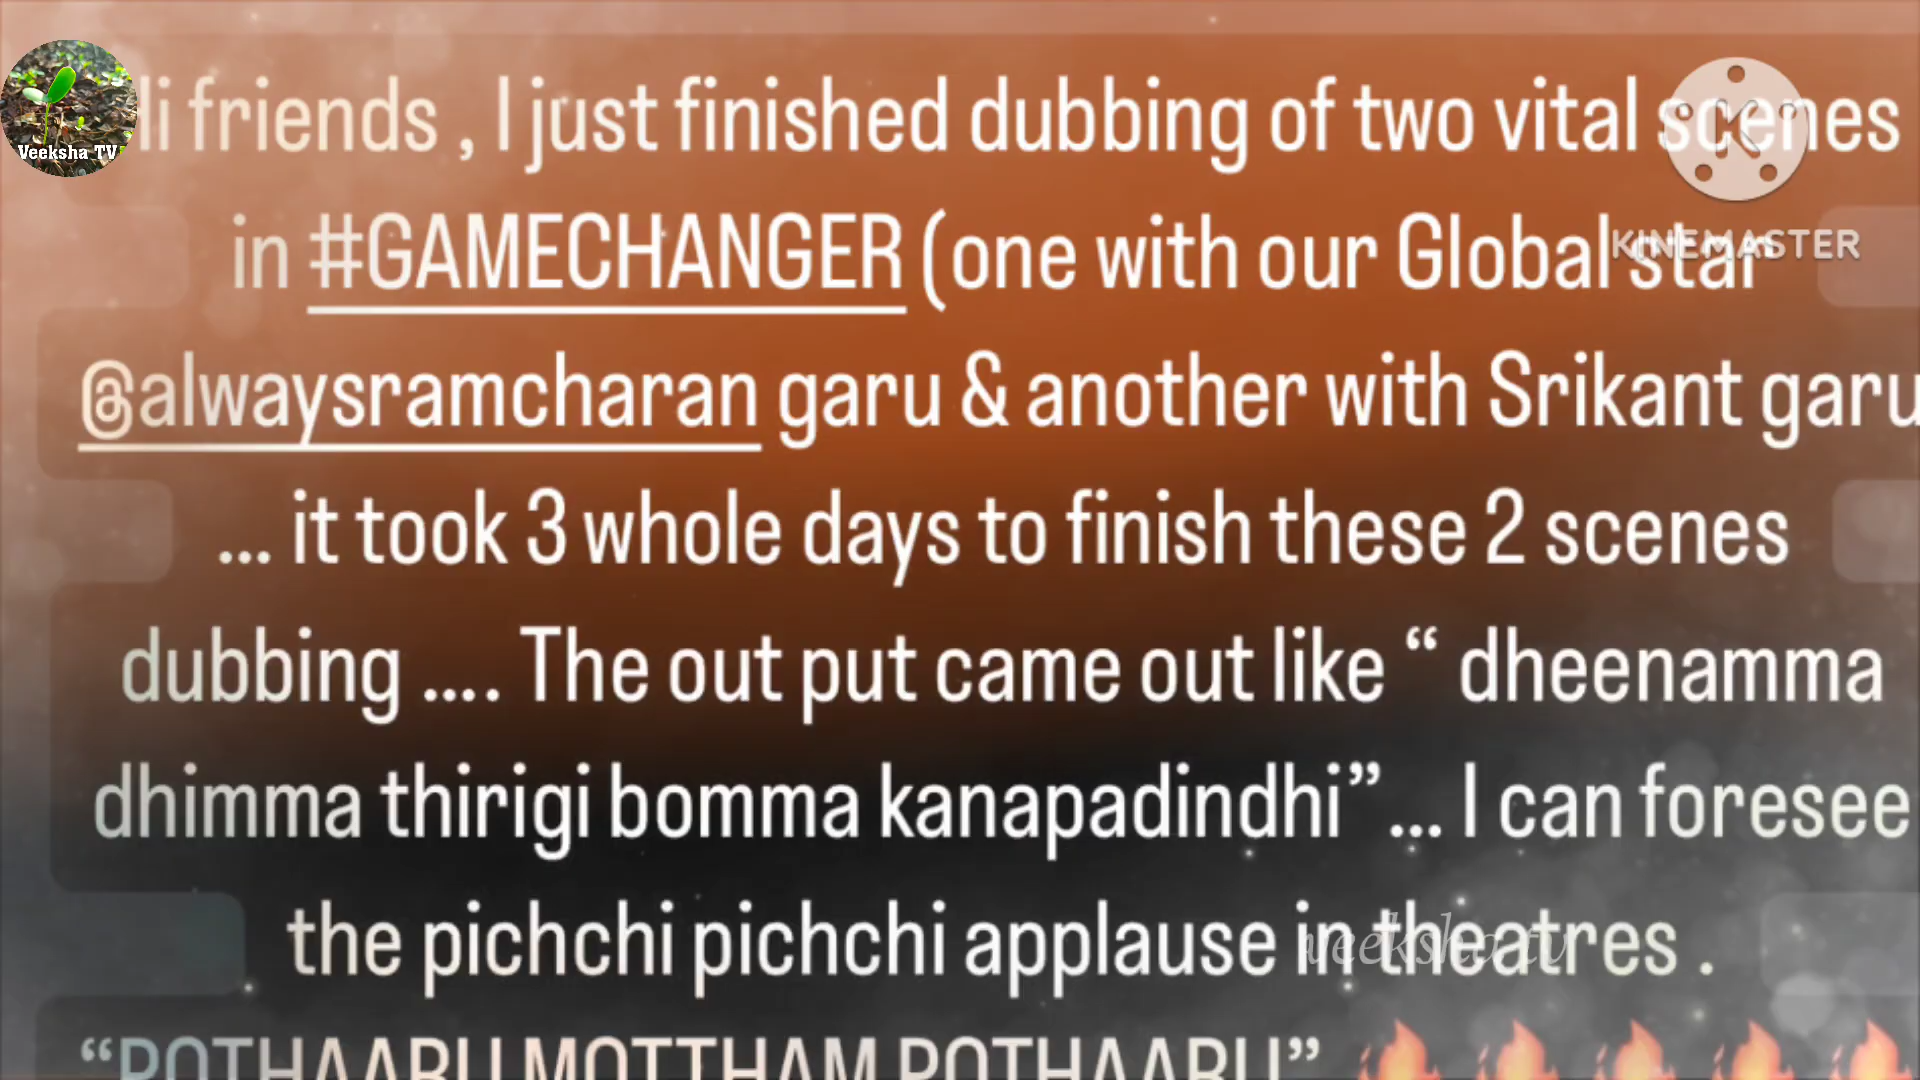 Veeksha TV
li friends , I just finished dubbing of two vital scenes
in #GAMECHANGER (one with our Global star
KINEMASTER
@alwaysramcharan garu & another with Srikant garu
... it took 3 whole days to finish these 2 scenes
dubbing .... The out put came out like “ dheenamma
dhimma thirigi bomma kanapadindhi” ... I can foresee
the pichchi pichchi applause in theatres .
veeksha tv
“POTHAARU MOTTHAM POTHAARU” 🔥🔥🔥🔥🔥